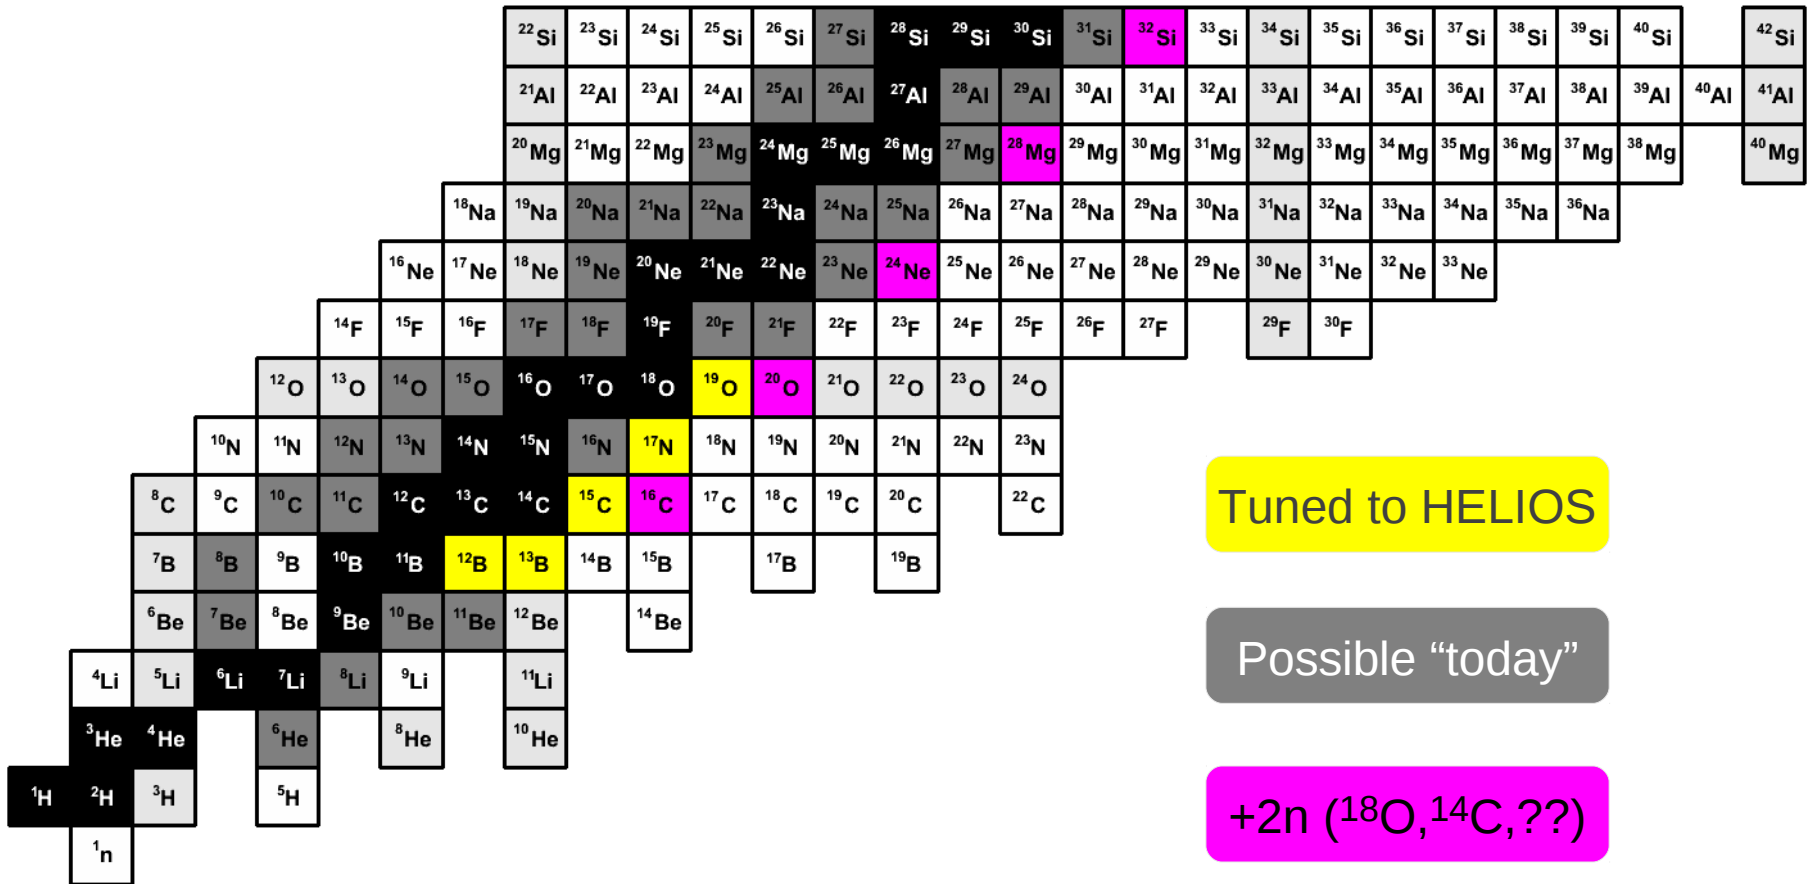 ²²Si ²³Si ²⁴Si ²⁵Si ²⁶Si ²⁷Si ²⁸Si ²⁹Si ³⁰Si ³¹Si ³²Si ³³Si ³⁴Si ³⁵Si ³⁶Si ³⁷Si ³⁸Si ³⁹Si ⁴⁰Si ⁴²Si
²¹Al ²²Al ²³Al ²⁴Al ²⁵Al ²⁶Al ²⁷Al ²⁸Al ²⁹Al ³⁰Al ³¹Al ³²Al ³³Al ³⁴Al ³⁵Al ³⁶Al ³⁷Al ³⁸Al ³⁹Al ⁴⁰Al ⁴¹Al
²⁰Mg ²¹Mg ²²Mg ²³Mg ²⁴Mg ²⁵Mg ²⁶Mg ²⁷Mg ²⁸Mg ²⁹Mg ³⁰Mg ³¹Mg ³²Mg ³³Mg ³⁴Mg ³⁵Mg ³⁶Mg ³⁷Mg ³⁸Mg ⁴⁰Mg
¹⁸Na ¹⁹Na ²⁰Na ²¹Na ²²Na ²³Na ²⁴Na ²⁵Na ²⁶Na ²⁷Na ²⁸Na ²⁹Na ³⁰Na ³¹Na ³²Na ³³Na ³⁴Na ³⁵Na ³⁶Na
¹⁶Ne ¹⁷Ne ¹⁸Ne ¹⁹Ne ²⁰Ne ²¹Ne ²²Ne ²³Ne ²⁴Ne ²⁵Ne ²⁶Ne ²⁷Ne ²⁸Ne ²⁹Ne ³⁰Ne ³¹Ne ³²Ne ³³Ne
¹⁴F ¹⁵F ¹⁶F ¹⁷F ¹⁸F ¹⁹F ²⁰F ²¹F ²²F ²³F ²⁴F ²⁵F ²⁶F ²⁷F ²⁹F ³⁰F
¹²O ¹³O ¹⁴O ¹⁵O ¹⁶O ¹⁷O ¹⁸O ¹⁹O ²⁰O ²¹O ²²O ²³O ²⁴O
¹⁰N ¹¹N ¹²N ¹³N ¹⁴N ¹⁵N ¹⁶N ¹⁷N ¹⁸N ¹⁹N ²⁰N ²¹N ²²N ²³N
⁸C ⁹C ¹⁰C ¹¹C ¹²C ¹³C ¹⁴C ¹⁵C ¹⁶C ¹⁷C ¹⁸C ¹⁹C ²⁰C ²²C
⁷B ⁸B ⁹B ¹⁰B ¹¹B ¹²B ¹³B ¹⁴B ¹⁵B ¹⁷B ¹⁹B
⁶Be ⁷Be ⁸Be ⁹Be ¹⁰Be ¹¹Be ¹²Be ¹⁴Be
⁴Li ⁵Li ⁶Li ⁷Li ⁸Li ⁹Li ¹¹Li
³He ⁴He ⁶He ⁸He ¹⁰He
¹H ²H ³H ⁵H
¹n
Tuned to HELIOS
Possible “today”
+2n (¹⁸O,¹⁴C,??)